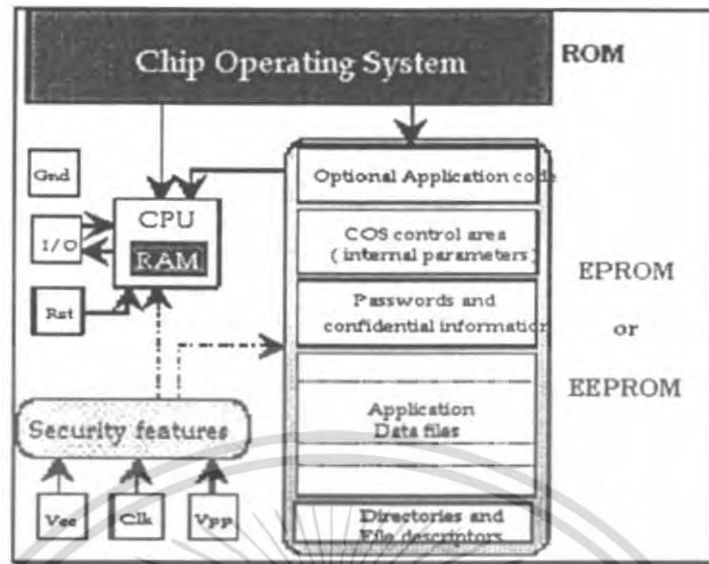 Chip Operating System
ROM
Gnd
I/O
Rst
CPU
RAM
Optional Application code
COS control area
( internal parameters)
Passwords and
confidential information
Application
Data files
Directories and
File descriptors
EPROM
or
EEPROM
Security features
Vcc
Clk
Vpp